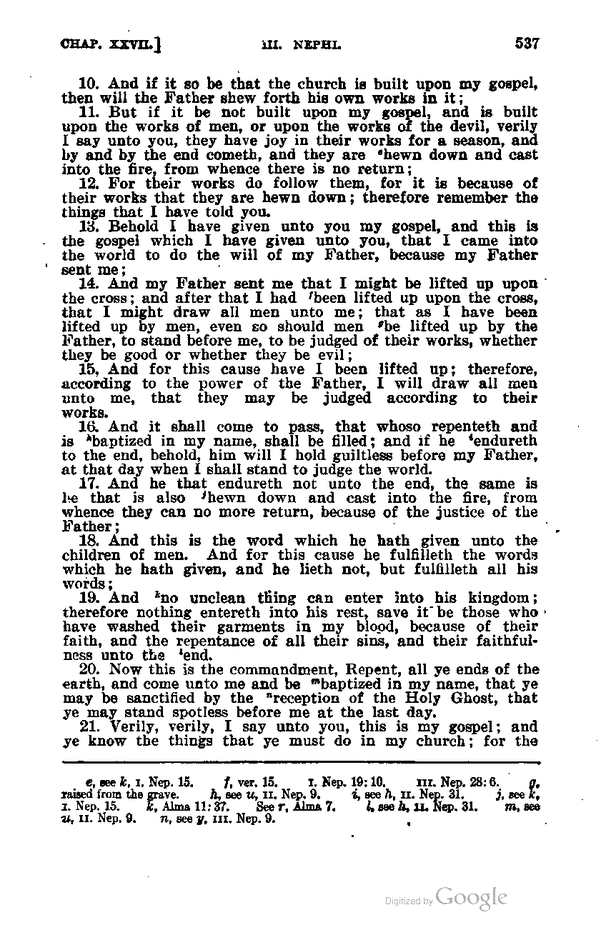 CHAP. XXVII.] III. NEPHI. 537
10. And if it so be that the church is built upon my gospel,
then will the Father shew forth his own works in it;
11. But if it be not built upon my gospel, and is built
upon the works of men, or upon the works of the devil, verily
I say unto you, they have joy in their works for a season, and
by and by the end cometh, and they are ᵉhewn down and cast
into the fire, from whence there is no return;
12. For their works do follow them, for it is because of
their works that they are hewn down; therefore remember the
things that I have told you.
13. Behold I have given unto you my gospel, and this is
the gospel which I have given unto you, that I came into
the world to do the will of my Father, because my Father
sent me;
14. And my Father sent me that I might be lifted up upon
the cross; and after that I had ᶠbeen lifted up upon the cross,
that I might draw all men unto me; that as I have been
lifted up by men, even so should men ᵍbe lifted up by the
Father, to stand before me, to be judged of their works, whether
they be good or whether they be evil;
15. And for this cause have I been lifted up; therefore,
according to the power of the Father, I will draw all men
unto me, that they may be judged according to their
works.
16. And it shall come to pass, that whoso repenteth and
is ʰbaptized in my name, shall be filled; and if he ⁱendureth
to the end, behold, him will I hold guiltless before my Father,
at that day when I shall stand to judge the world.
17. And he that endureth not unto the end, the same is
he that is also ʲhewn down and cast into the fire, from
whence they can no more return, because of the justice of the
Father;
18. And this is the word which he hath given unto the
children of men. And for this cause he fulfilleth the words
which he hath given, and he lieth not, but fulfilleth all his
words;
19. And ᵏno unclean thing can enter into his kingdom;
therefore nothing entereth into his rest, save it be those who
have washed their garments in my blood, because of their
faith, and the repentance of all their sins, and their faithful-
ness unto the ˡend.
20. Now this is the commandment, Repent, all ye ends of the
earth, and come unto me and be ᵐbaptized in my name, that ye
may be sanctified by the ⁿreception of the Holy Ghost, that
ye may stand spotless before me at the last day.
21. Verily, verily, I say unto you, this is my gospel; and
ye know the things that ye must do in my church; for the
e, see k, I. Nep. 15. f, ver. 15. I. Nep. 19:10. III. Nep. 28:6. g,
raised from the grave. h, see u, II. Nep. 9. i, see h, II. Nep. 31. j, see k,
I. Nep. 15. k, Alma 11:37. See r, Alma 7. l, see h, II. Nep. 31. m, see
u, II. Nep. 9. n, see y, III. Nep. 9.
Digitized by Google